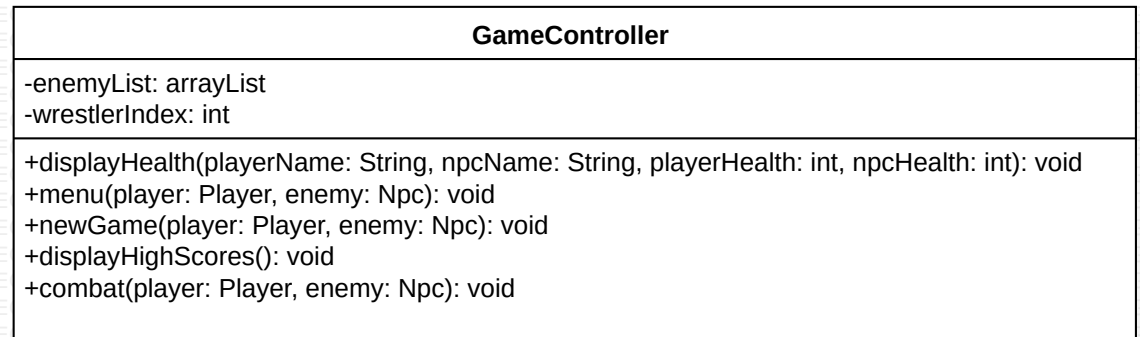 GameController
-enemyList: arrayList
-wrestlerIndex: int
+displayHealth(playerName: String, npcName: String, playerHealth: int, npcHealth: int): void
+menu(player: Player, enemy: Npc): void
+newGame(player: Player, enemy: Npc): void
+displayHighScores(): void
+combat(player: Player, enemy: Npc): void